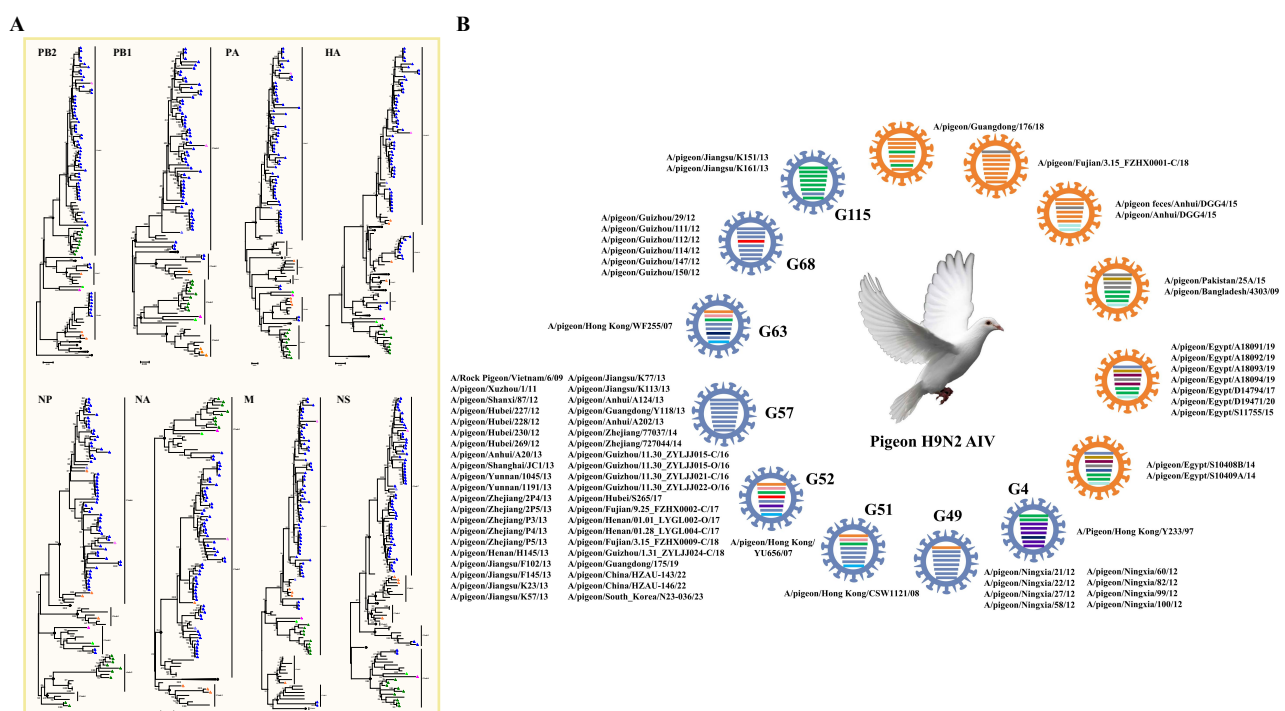 A
B
PB2
PB1
PA
HA
NP
NA
M
NS
A/pigeon/Guangdong/176/18
A/pigeon/Fujian/3.15_FZHX0001-C/18
A/pigeon feces/Anhui/DGG4/15
A/pigeon/Anhui/DGG4/15
A/pigeon/Pakistan/25A/15
A/pigeon/Bangladesh/4303/09
A/pigeon/Egypt/A18091/19
A/pigeon/Egypt/A18092/19
A/pigeon/Egypt/A18093/19
A/pigeon/Egypt/A18094/19
A/pigeon/Egypt/D14794/17
A/pigeon/Egypt/D19471/20
A/pigeon/Egypt/S11755/15
A/pigeon/Egypt/S10408B/14
A/pigeon/Egypt/S10409A/14
G4
A/Pigeon/Hong Kong/Y233/97
G49
A/pigeon/Ningxia/21/12 A/pigeon/Ningxia/60/12
A/pigeon/Ningxia/22/12 A/pigeon/Ningxia/82/12
A/pigeon/Ningxia/27/12 A/pigeon/Ningxia/99/12
A/pigeon/Ningxia/58/12 A/pigeon/Ningxia/100/12
G51
A/pigeon/Hong Kong/CSW1121/08
G52
A/pigeon/Hong Kong/
YU656/07
G57
A/Rock Pigeon/Vietnam/6/09 A/pigeon/Jiangsu/K77/13
A/pigeon/Xuzhou/1/11 A/pigeon/Jiangsu/K113/13
A/pigeon/Shanxi/87/12 A/pigeon/Anhui/A124/13
A/pigeon/Hubei/227/12 A/pigeon/Guangdong/Y118/13
A/pigeon/Hubei/228/12 A/pigeon/Anhui/A202/13
A/pigeon/Hubei/230/12 A/pigeon/Zhejiang/77037/14
A/pigeon/Hubei/269/12 A/pigeon/Zhejiang/727044/14
A/pigeon/Anhui/A20/13 A/pigeon/Guizhou/11.30_ZYLJJ015-C/16
A/pigeon/Shanghai/JC1/13 A/pigeon/Guizhou/11.30_ZYLJJ015-O/16
A/pigeon/Yunnan/1045/13 A/pigeon/Guizhou/11.30_ZYLJJ021-C/16
A/pigeon/Yunnan/1191/13 A/pigeon/Guizhou/11.30_ZYLJJ022-O/16
A/pigeon/Zhejiang/2P4/13 A/pigeon/Hubei/S265/17
A/pigeon/Zhejiang/2P5/13 A/pigeon/Fujian/9.25_FZHX0002-C/17
A/pigeon/Zhejiang/P3/13 A/pigeon/Henan/01.01_LYGL002-O/17
A/pigeon/Zhejiang/P4/13 A/pigeon/Henan/01.28_LYGL004-C/17
A/pigeon/Zhejiang/P5/13 A/pigeon/Fujian/3.15_FZHX0009-C/18
A/pigeon/Henan/H145/13 A/pigeon/Guizhou/1.31_ZYLJJ024-C/18
A/pigeon/Jiangsu/F102/13 A/pigeon/Guangdong/175/19
A/pigeon/Jiangsu/F145/13 A/pigeon/China/HZAU-143/22
A/pigeon/Jiangsu/K23/13 A/pigeon/China/HZAU-146/22
A/pigeon/Jiangsu/K57/13 A/pigeon/South_Korea/N23-036/23
G63
A/pigeon/Hong Kong/WF255/07
G68
A/pigeon/Guizhou/29/12
A/pigeon/Guizhou/111/12
A/pigeon/Guizhou/112/12
A/pigeon/Guizhou/114/12
A/pigeon/Guizhou/147/12
A/pigeon/Guizhou/150/12
G115
A/pigeon/Jiangsu/K151/13
A/pigeon/Jiangsu/K161/13
Pigeon H9N2 AIV